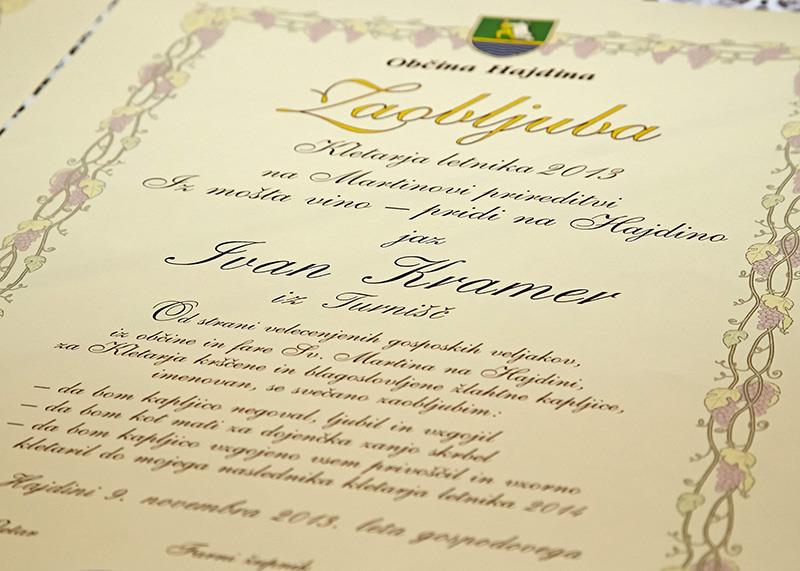 Občina Hajdina
Zaobljuba
Kletarja letnika 2013
na Martinovi prireditvi
Iz mošta vino – pridi na Hajdino
jaz
Ivan Kramer
iz Turnišč
Od strani velecenjenih gosposkih veljakov,
iz občine in fare Sv. Martina na Hajdini,
za Kletarja krščene in blagoslovljene žlahtne kapljice,
imenovan, se svečano zaobljubim:
– da bom kapljico negoval, ljubil in vzgojil
– da bom kot mati za dojenčka zanjo skrbel
– da bom kapljico vzgojeno vsem privoščil in vzorno
kletaril do mojega naslednika kletarja letnika 2014
Hajdini 9. novembra 2013. leta gospodovega
Farni župnik